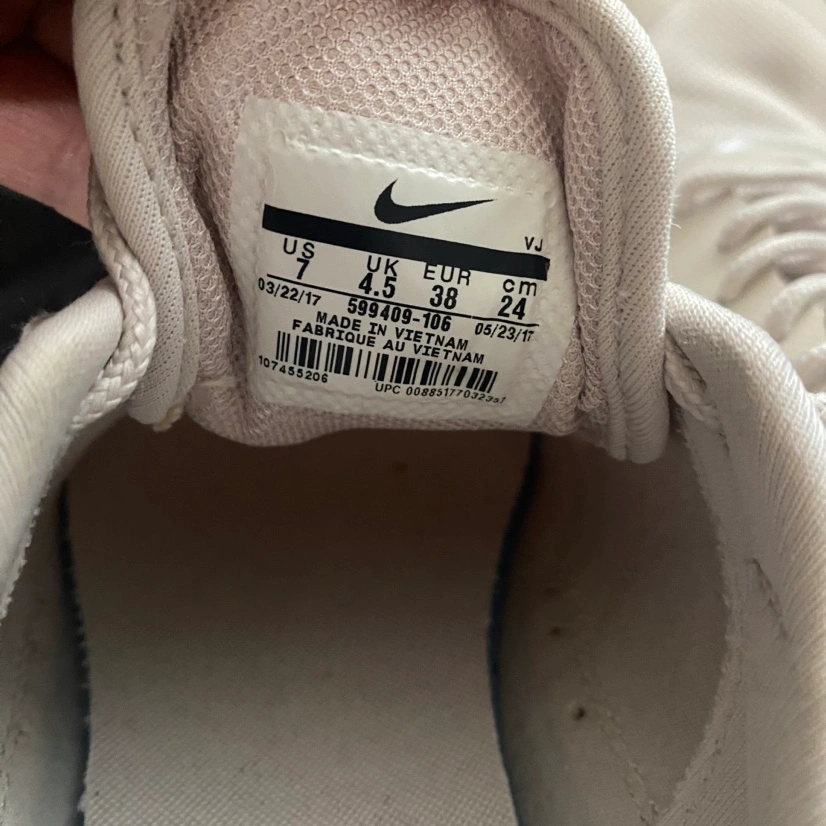 VJ
US UK EUR cm
7 4.5 38 24
03/22/17 599409-106 05/23/17
MADE IN VIETNAM
FABRIQUE AU VIETNAM
107455206 UPC 00885177032357